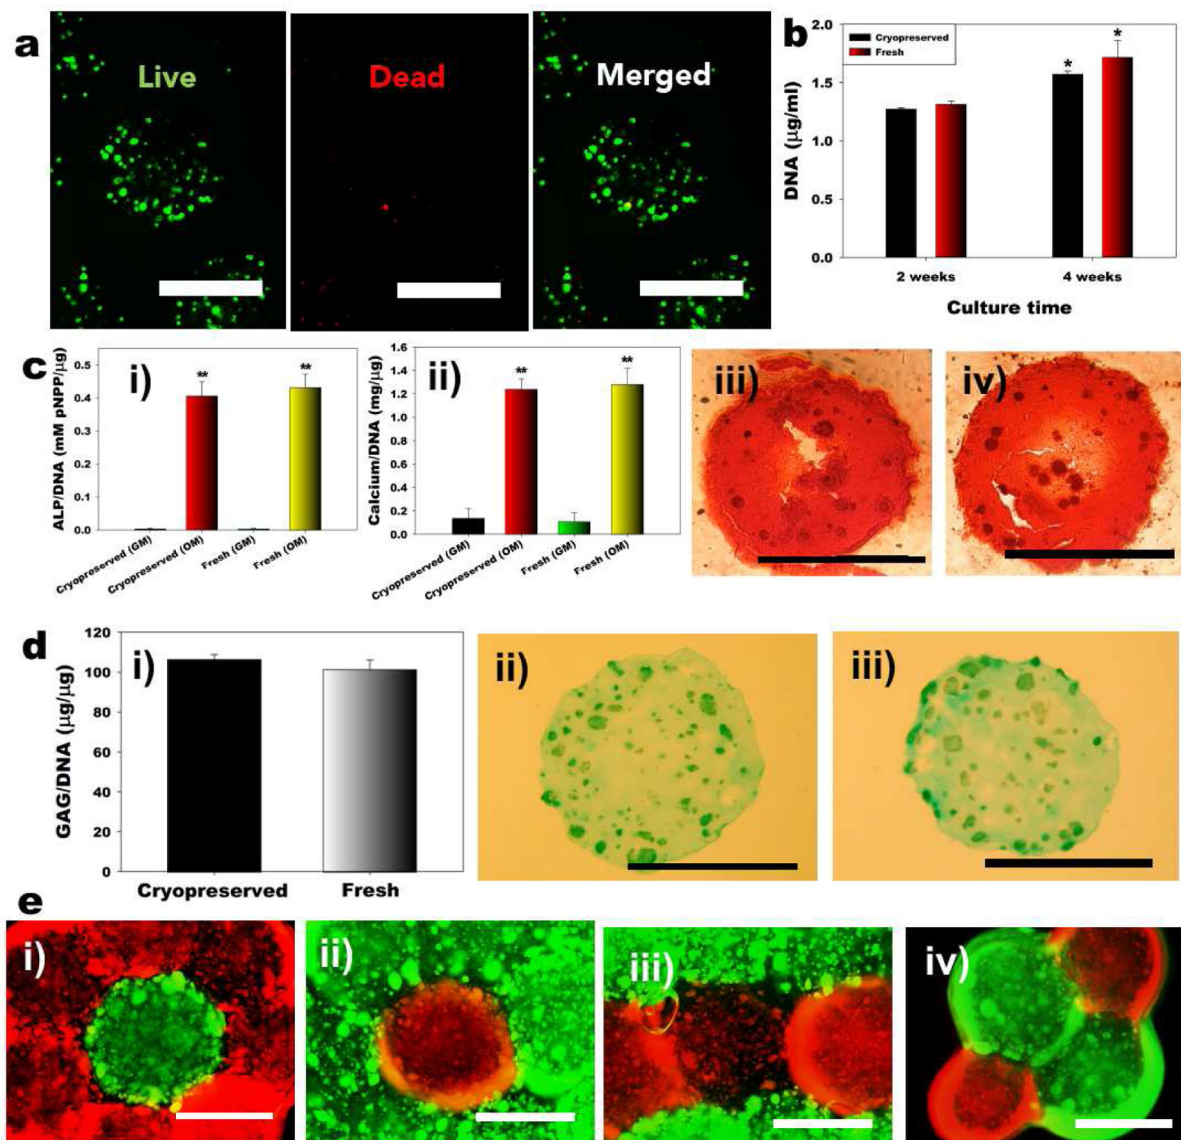 a
Live
Dead
Merged
b
2.0
1.5
1.0
0.5
0.0
DNA (µg/ml)
Cryopreserved
Fresh
*
*
2 weeks
4 weeks
Culture time
c
i)
0.5
0.4
0.3
0.2
0.1
0.0
ALP/DNA (mM pNPP/µg)
**
**
Cryopreserved (GM)
Cryopreserved (OM)
Fresh (GM)
Fresh (OM)
ii)
1.6
1.4
1.2
1.0
0.8
0.6
0.4
0.2
0.0
Calcium/DNA (mg/µg)
**
**
Cryopreserved (GM)
Cryopreserved (OM)
Fresh (GM)
Fresh (OM)
iii)
iv)
d
i)
120
100
80
60
40
20
0
GAG/DNA (µg/µg)
Cryopreserved
Fresh
ii)
iii)
e
i)
ii)
iii)
iv)